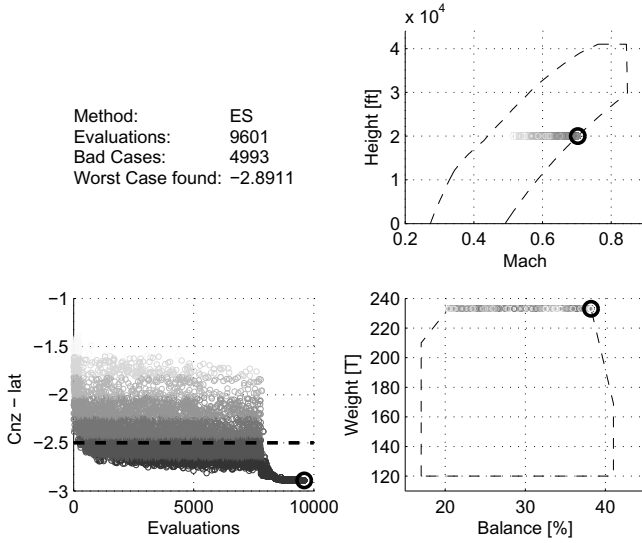 Method: ES
Evaluations: 9601
Bad Cases: 4993
Worst Case found: −2.8911
x 10⁴
4
3
2
1
0
Height [ft]
0.2 0.4 0.6 0.8
Mach
−1
−1.5
−2
−2.5
−3
Cnz − lat
0 5000 10000
Evaluations
240
220
200
180
160
140
120
Weight [T]
20 30 40
Balance [%]